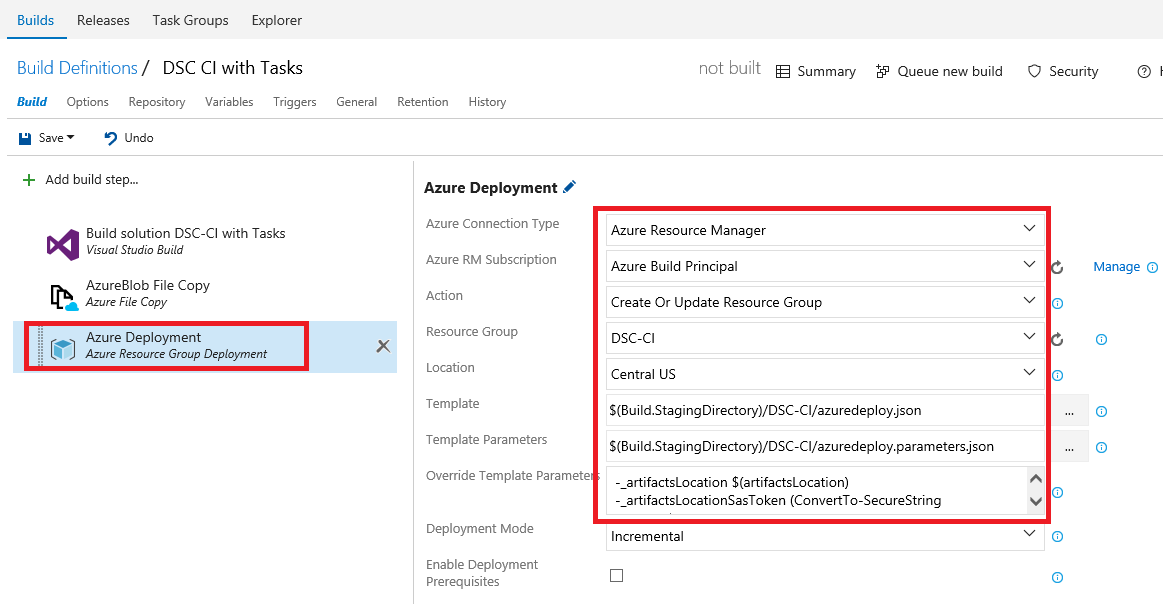 Builds Releases Task Groups Explorer
Build Definitions / DSC CI with Tasks
not built Summary Queue new build Security
Build Options Repository Variables Triggers General Retention History
Save Undo
Add build step...
Build solution DSC-CI with Tasks
Visual Studio Build
AzureBlob File Copy
Azure File Copy
Azure Deployment
Azure Resource Group Deployment
Azure Deployment
Azure Connection Type Azure Resource Manager
Azure RM Subscription Azure Build Principal Manage
Action Create Or Update Resource Group
Resource Group DSC-CI
Location Central US
Template $(Build.StagingDirectory)/DSC-CI/azuredeploy.json ...
Template Parameters $(Build.StagingDirectory)/DSC-CI/azuredeploy.parameters.json ...
Override Template Parameters -_artifactsLocation $(artifactsLocation)
-_artifactsLocationSasToken (ConvertTo-SecureString
Deployment Mode Incremental
Enable Deployment
Prerequisites